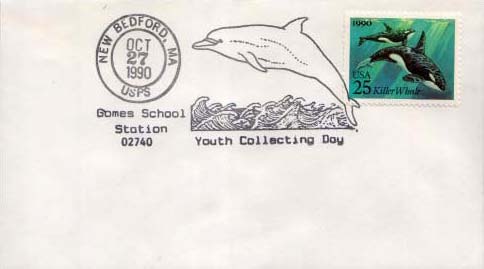 NEW BEDFORD, MA
OCT
27
1990
USPS
Gomes School
Station
02740
Youth Collecting Day
1990
USA
25 Killer Whale